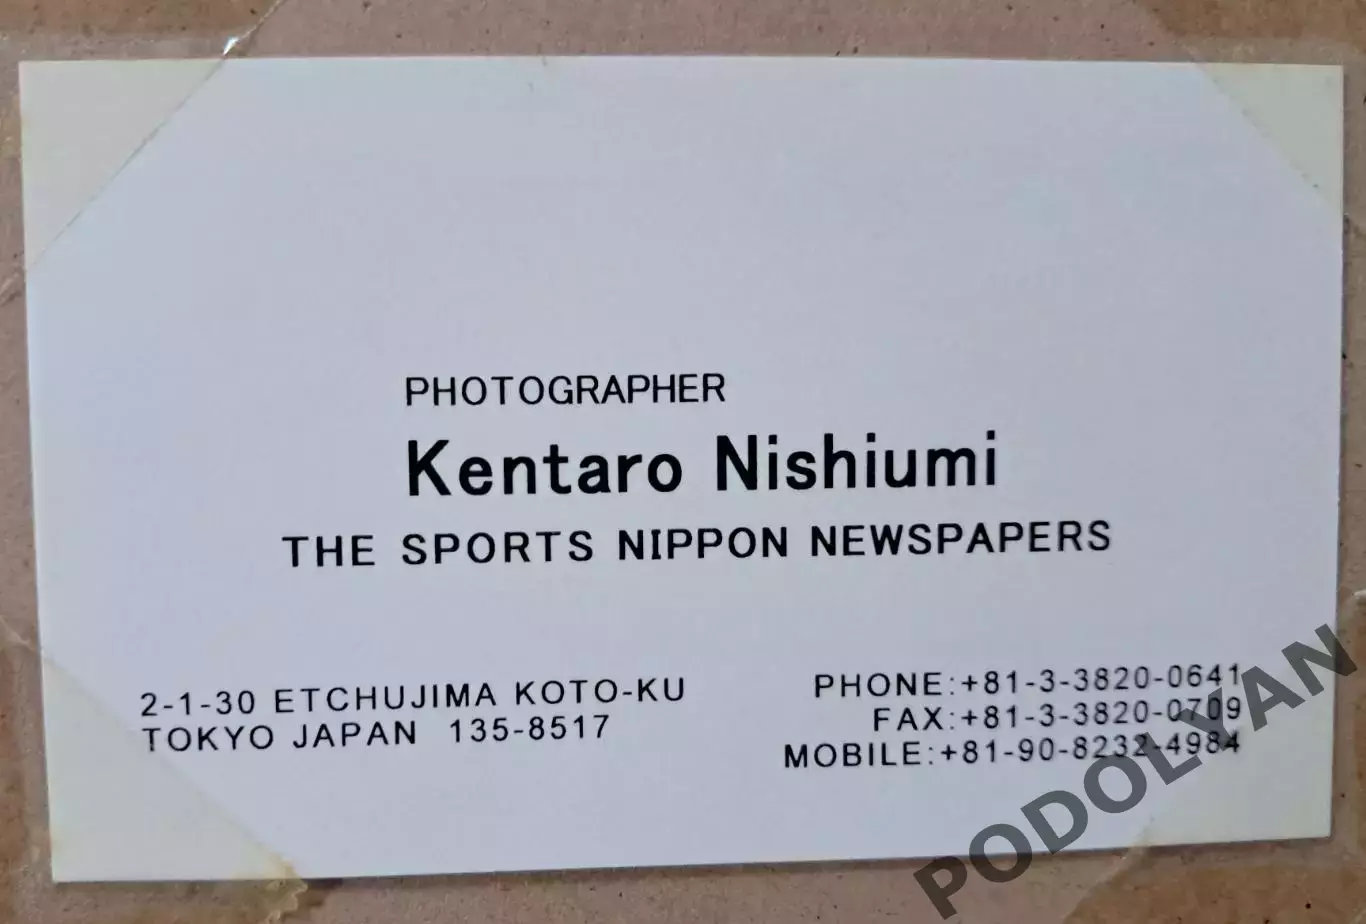 PHOTOGRAPHER
Kentaro Nishiumi
THE SPORTS NIPPON NEWSPAPERS
2-1-30 ETCHUJIMA KOTO-KU
TOKYO JAPAN 135-8517
PHONE:+81-3-3820-0641
FAX:+81-3-3820-0709
MOBILE:+81-90-8232-4984
PODOLYAN